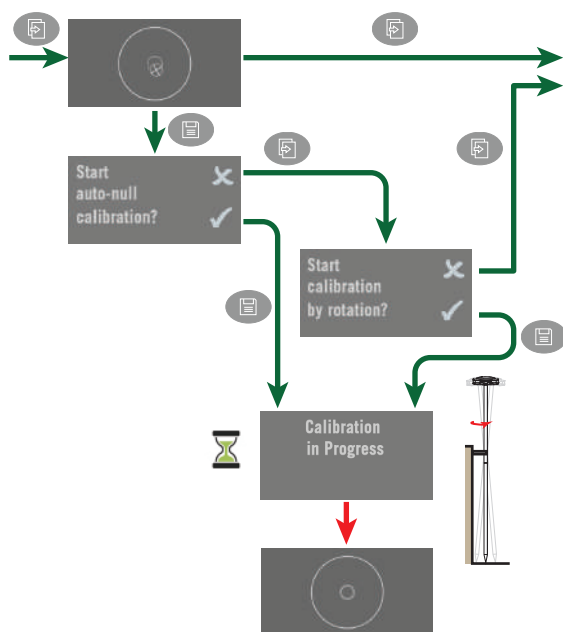 Start
auto-null
calibration?
Start
calibration
by rotation?
Calibration
in Progress